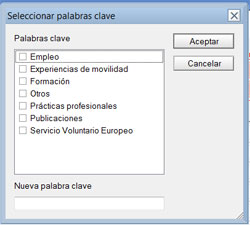 Seleccionar palabras clave
Palabras clave
Empleo
Experiencias de movilidad
Formación
Otros
Prácticas profesionales
Publicaciones
Servicio Voluntario Europeo
Aceptar
Cancelar
Nueva palabra clave